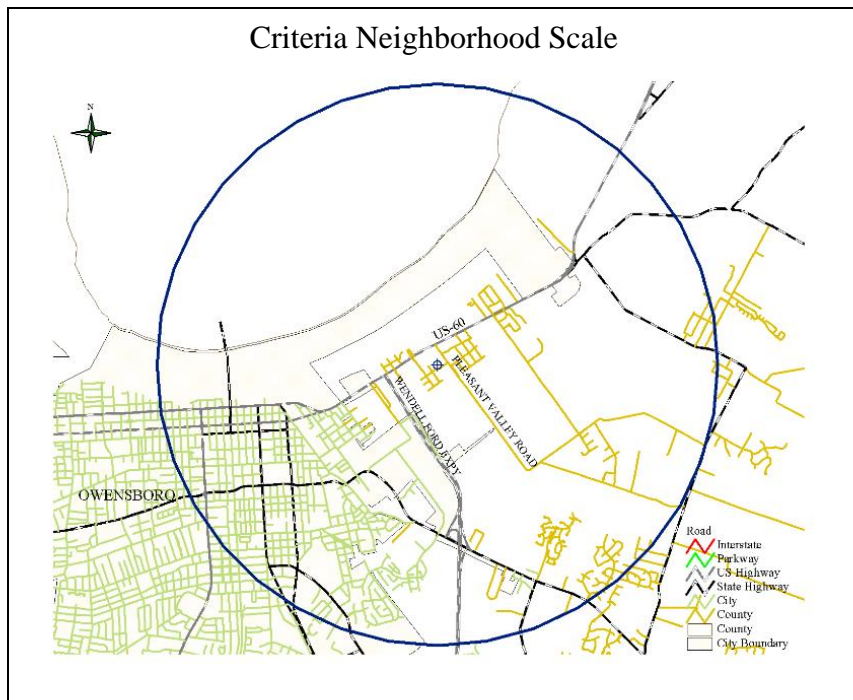 Criteria Neighborhood Scale
N
US-60
PLEASANT VALLEY ROAD
WENDELL FORD EXPY
OWENSBORO
Road
Interstate
Parkway
US Highway
State Highway
City
County
County
City Boundary